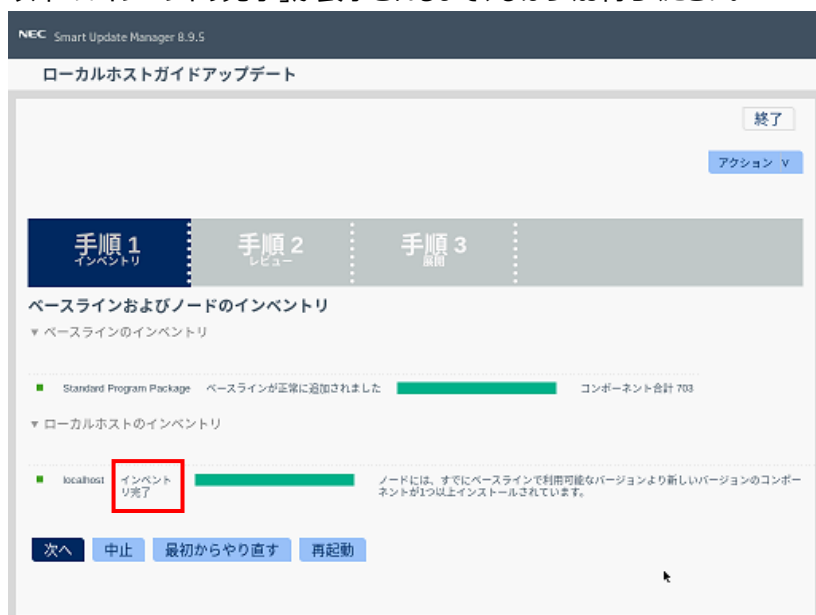 NEC Smart Update Manager 8.9.5
ローカルホストガイドアップデート
終了
アクション ∨
手順 1
インベントリ
手順 2
レビュー
手順 3
展開
ベースラインおよびノードのインベントリ
▼ ベースラインのインベントリ
Standard Program Package ベースラインが正常に追加されました コンポーネント合計 703
▼ ローカルホストのインベントリ
localhost インベント
リ完了
ノードには、すでにベースラインで利用可能なバージョンより新しいバージョンのコンポー
ネントが1つ以上インストールされています。
次へ 中止 最初からやり直す 再起動